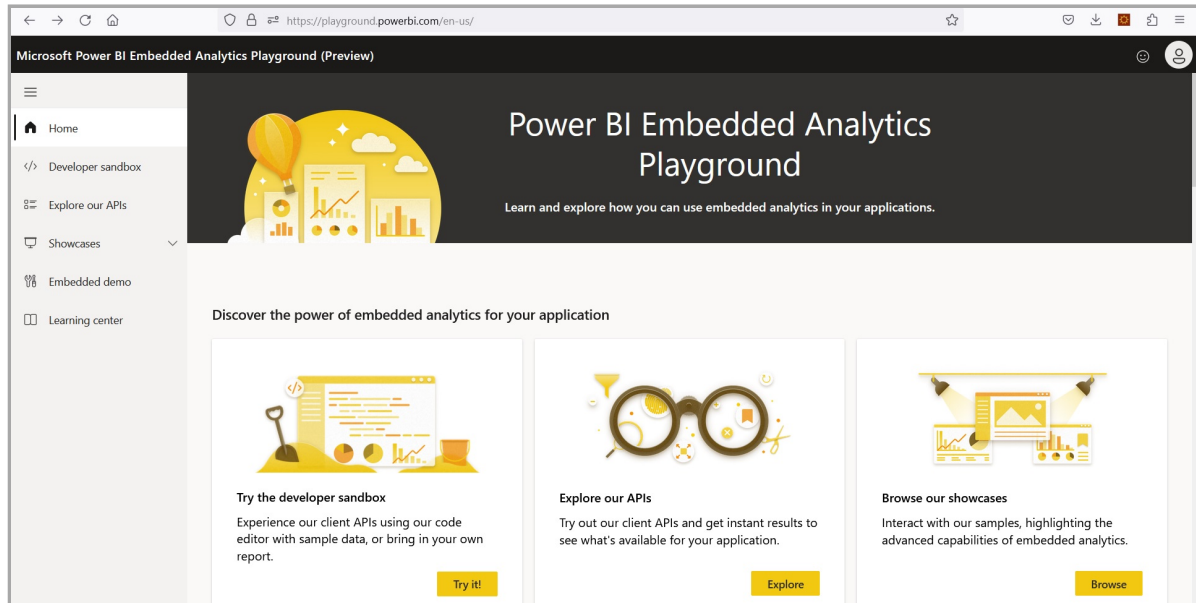 https://playground.powerbi.com/en-us/
Microsoft Power BI Embedded Analytics Playground (Preview)
Home
Developer sandbox
Explore our APIs
Showcases
Embedded demo
Learning center
Power BI Embedded Analytics
Playground
Learn and explore how you can use embedded analytics in your applications.
Discover the power of embedded analytics for your application
Try the developer sandbox
Experience our client APIs using our code
editor with sample data, or bring in your own
report.
Try it!
Explore our APIs
Try out our client APIs and get instant results to
see what's available for your application.
Explore
Browse our showcases
Interact with our samples, highlighting the
advanced capabilities of embedded analytics.
Browse